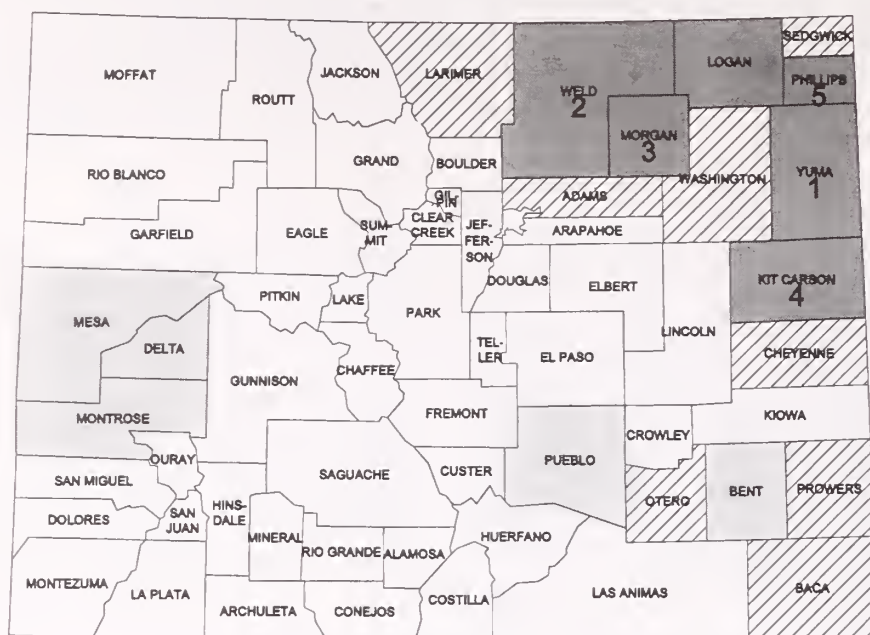 SEDGWICK
MOFFAT
JACKSON
LARIMER
LOGAN
ROUTT
WELD
2
PHILLIPS
5
MORGAN
3
GRAND
BOULDER
RIO BLANCO
WASHINGTON
YUMA
1
GIL-
PIN
ADAMS
CLEAR
CREEK
JEF-
FER-
SON
GARFIELD
EAGLE
SUM-
MIT
ARAPAHOE
KIT CARSON
4
DOUGLAS
ELBERT
PITKIN
LAKE
MESA
PARK
LINCOLN
DELTA
TEL-
LER
EL PASO
CHEYENNE
CHAFFEE
GUNNISON
MONTROSE
FREMONT
KIOWA
CROWLEY
OURAY
PUEBLO
SAGUACHE
CUSTER
SAN MIGUEL
BENT
PROWERS
OTERO
HINS-
DALE
DOLORES
SAN
JUAN
MINERAL
HUERFANO
RIO GRANDE
ALAMOSA
MONTEZUMA
LA PLATA
LAS ANIMAS
BACA
COSTILLA
ARCHULETA
CONEJOS